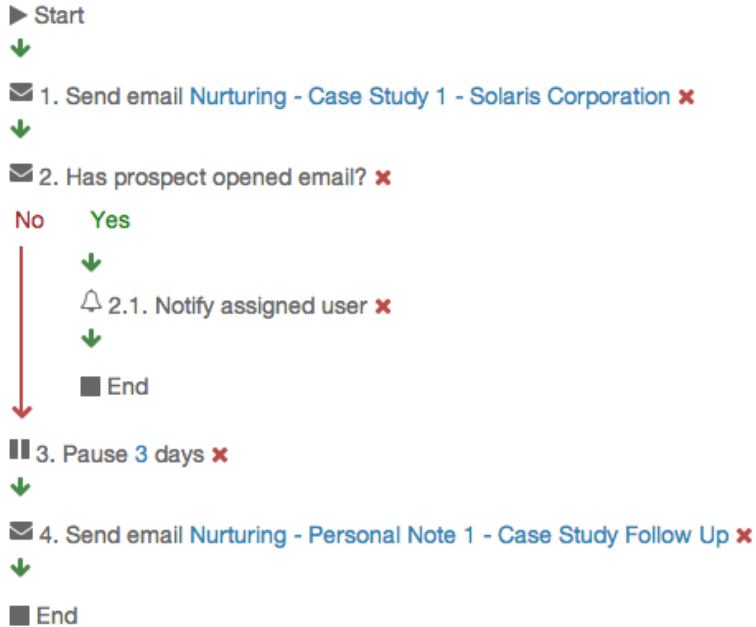 Start
1. Send email Nurturing - Case Study 1 - Solaris Corporation
2. Has prospect opened email?
No Yes
2.1. Notify assigned user
End
3. Pause 3 days
4. Send email Nurturing - Personal Note 1 - Case Study Follow Up
End